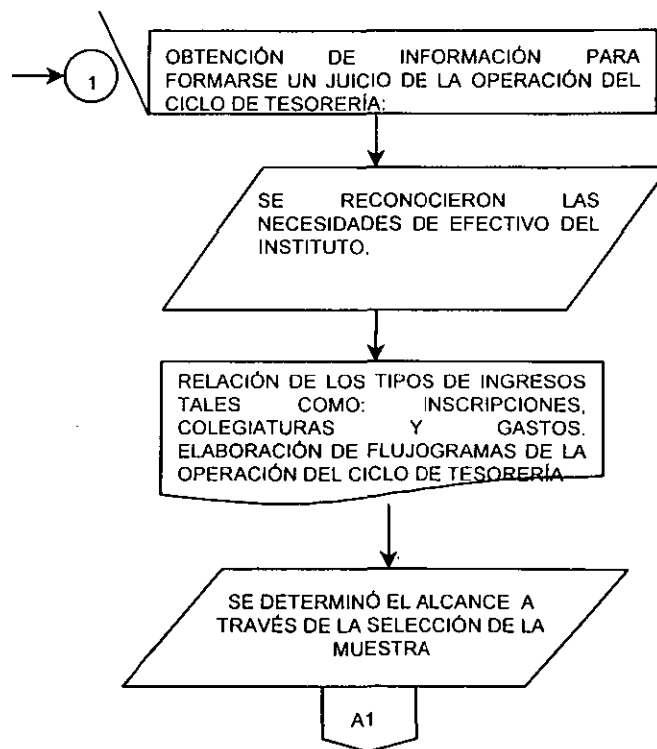 1
OBTENCIÓN DE INFORMACIÓN PARA
FORMARSE UN JUICIO DE LA OPERACIÓN DEL
CICLO DE TESORERÍA:
SE RECONOCIERON LAS
NECESIDADES DE EFECTIVO DEL
INSTITUTO.
RELACIÓN DE LOS TIPOS DE INGRESOS
TALES COMO: INSCRIPCIONES,
COLEGIATURAS Y GASTOS.
ELABORACIÓN DE FLUJOGRAMAS DE LA
OPERACIÓN DEL CICLO DE TESORERÍA
SE DETERMINÓ EL ALCANCE A
TRAVÉS DE LA SELECCIÓN DE LA
MUESTRA
A1